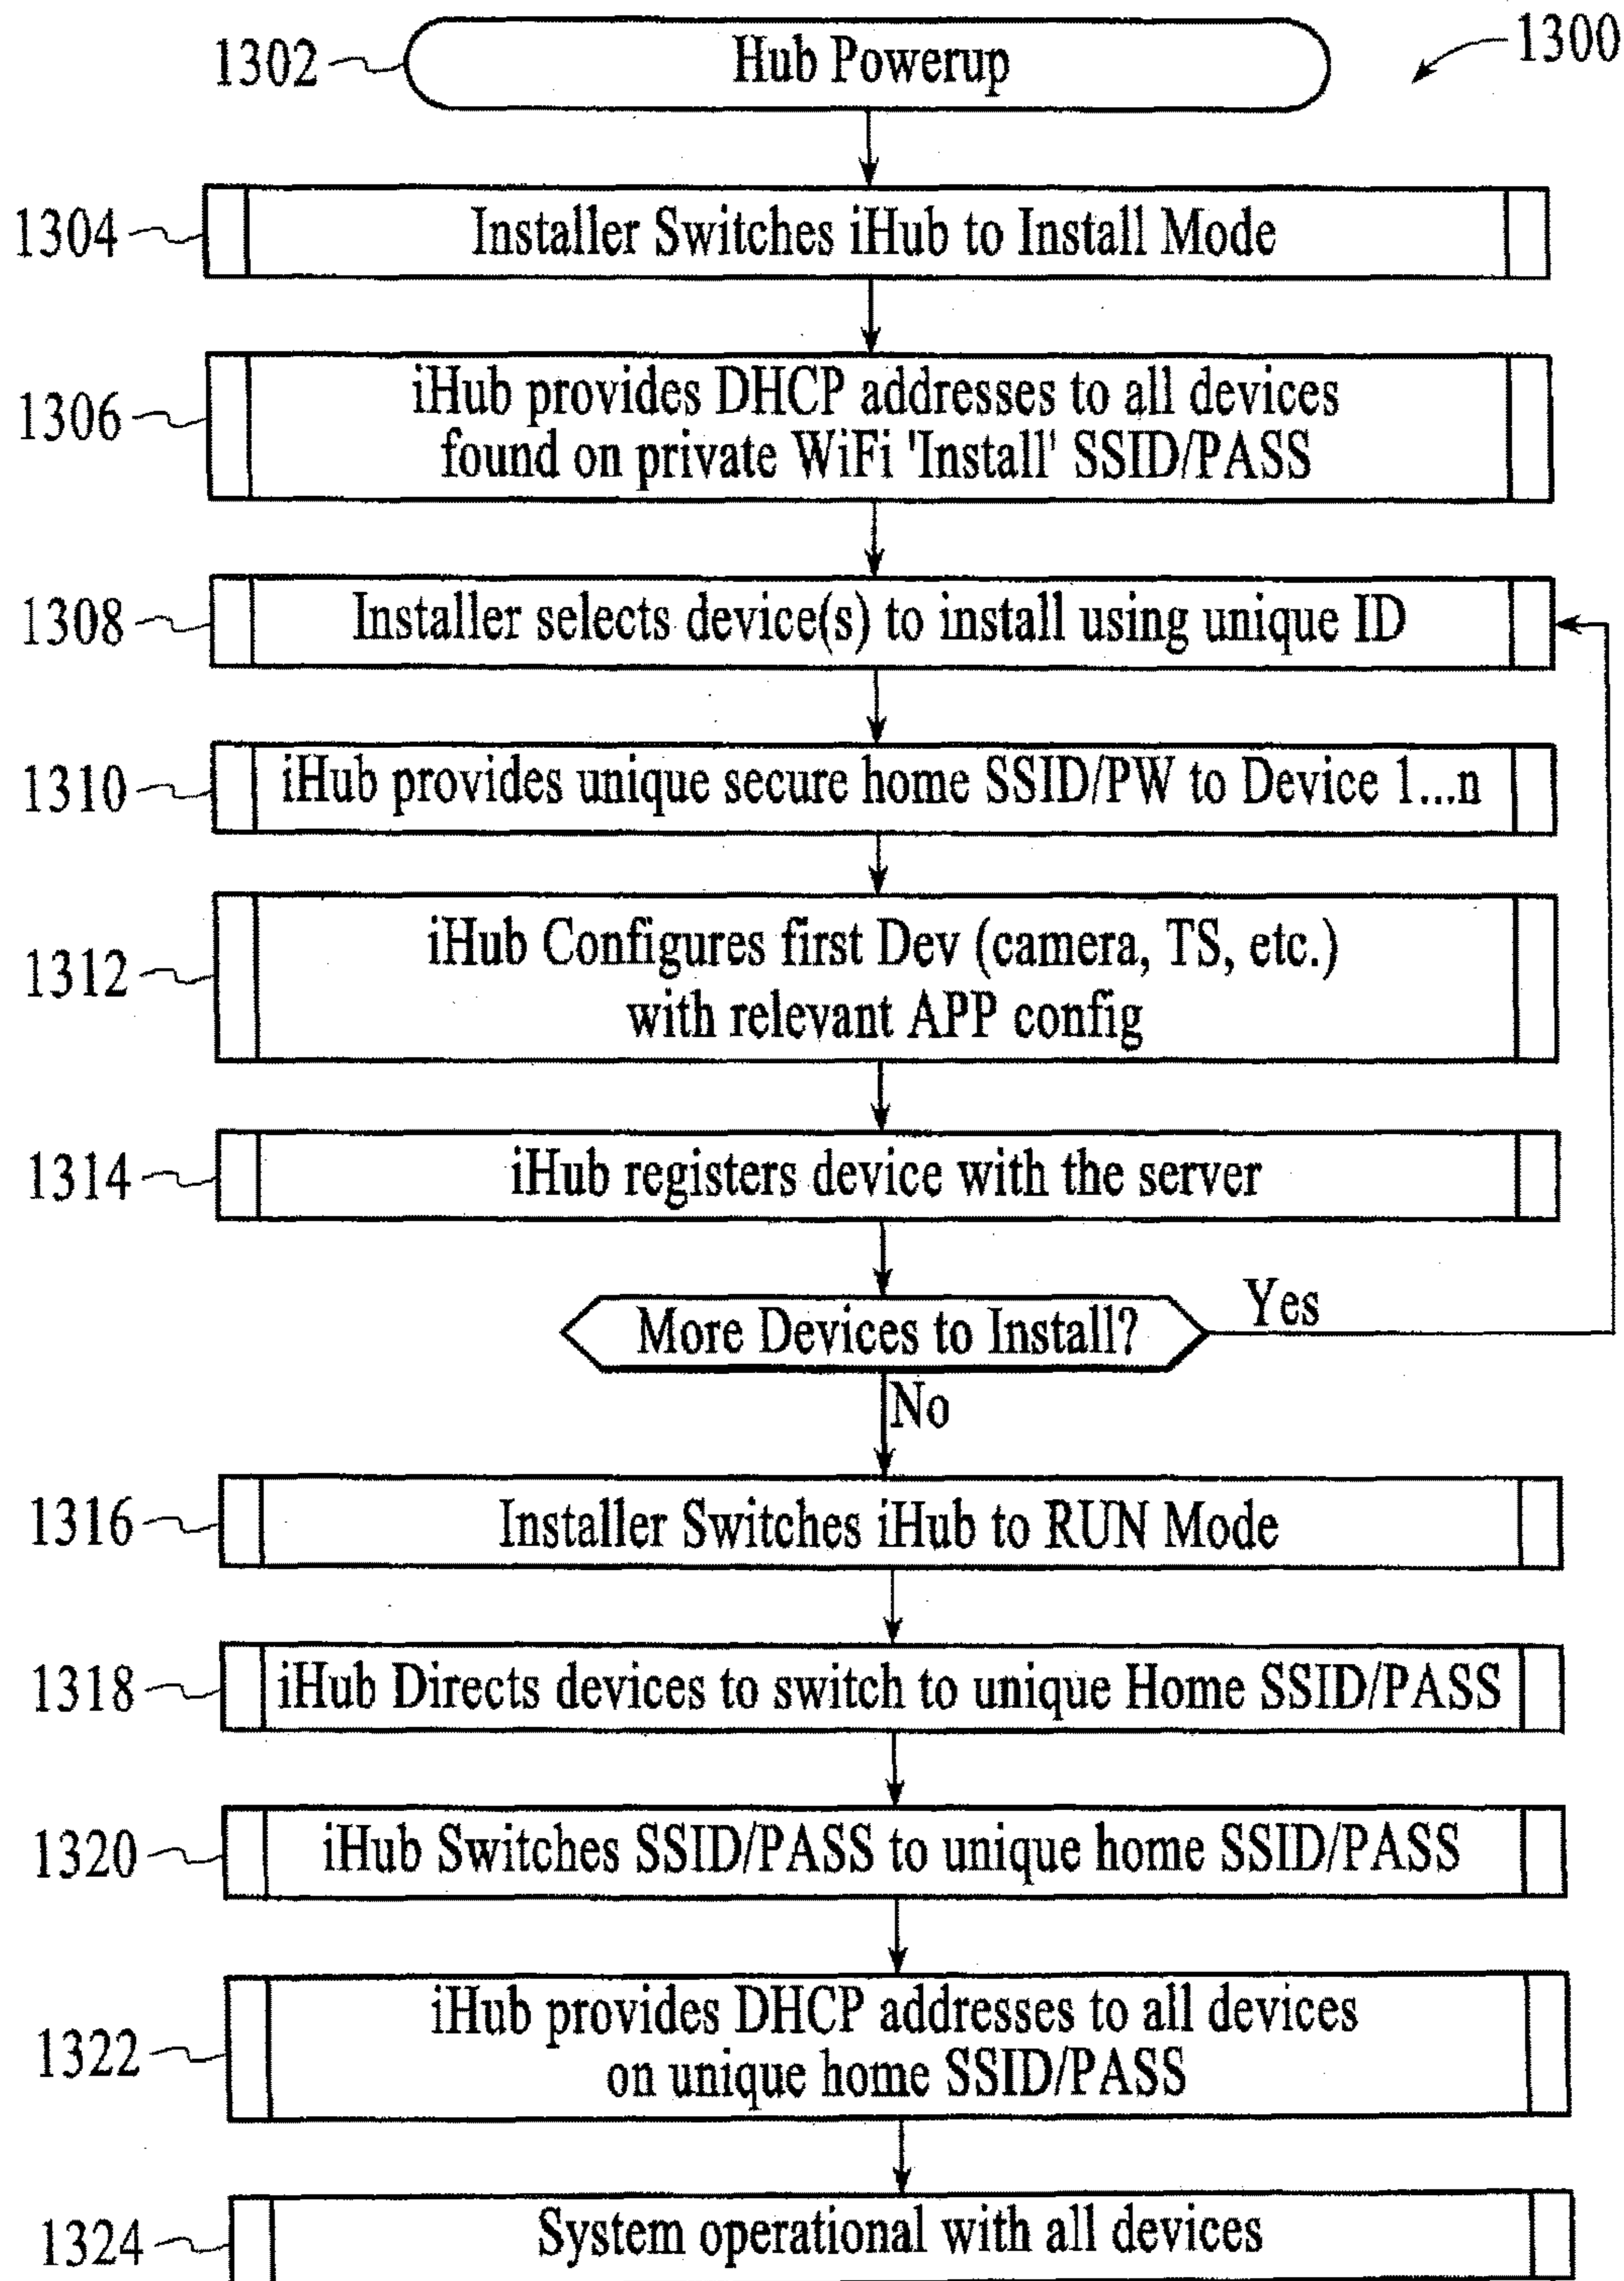 1300
1302
Hub Powerup
1304
Installer Switches iHub to Install Mode
1306
iHub provides DHCP addresses to all devices
found on private WiFi 'Install' SSID/PASS
1308
Installer selects device(s) to install using unique ID
1310
iHub provides unique secure home SSID/PW to Device 1...n
1312
iHub Configures first Dev (camera, TS, etc.)
with relevant APP config
1314
iHub registers device with the server
More Devices to Install?
Yes
No
1316
Installer Switches iHub to RUN Mode
1318
iHub Directs devices to switch to unique Home SSID/PASS
1320
iHub Switches SSID/PASS to unique home SSID/PASS
1322
iHub provides DHCP addresses to all devices
on unique home SSID/PASS
1324
System operational with all devices